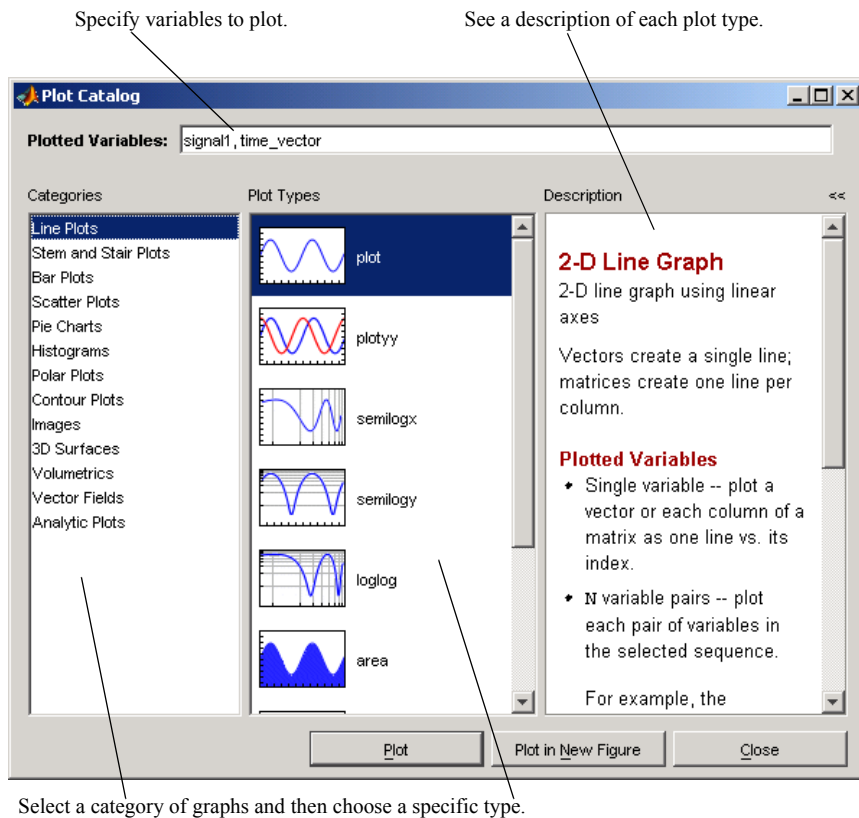 Specify variables to plot.
See a description of each plot type.
Plot Catalog
Plotted Variables:
signal1,time_vector
Categories
Line Plots
Stem and Stair Plots
Bar Plots
Scatter Plots
Pie Charts
Histograms
Polar Plots
Contour Plots
Images
3D Surfaces
Volumetrics
Vector Fields
Analytic Plots
Plot Types
plot
plotyy
semilogx
semilogy
loglog
area
Description
<<
2-D Line Graph
2-D line graph using linear
axes
Vectors create a single line;
matrices create one line per
column.
Plotted Variables
• Single variable -- plot a
vector or each column of a
matrix as one line vs. its
index.
• N variable pairs -- plot
each pair of variables in
the selected sequence.
For example, the
Plot
Plot in New Figure
Close
Select a category of graphs and then choose a specific type.